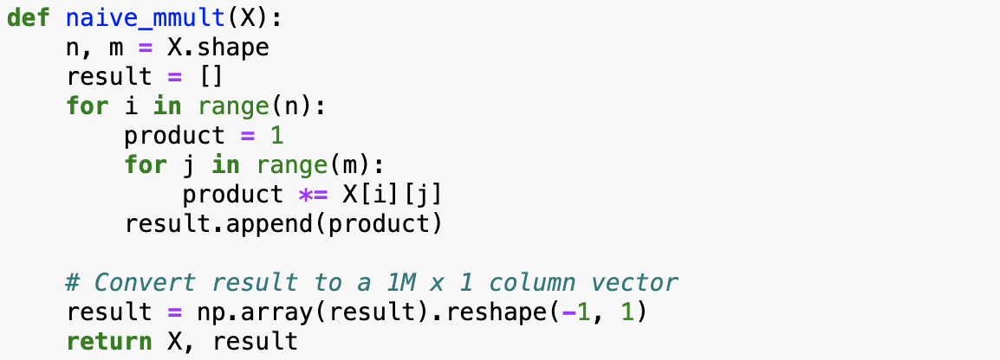 def naive_mmult(X):
    n, m = X.shape
    result = []
    for i in range(n):
        product = 1
        for j in range(m):
            product *= X[i][j]
        result.append(product)

    # Convert result to a 1M x 1 column vector
    result = np.array(result).reshape(-1, 1)
    return X, result